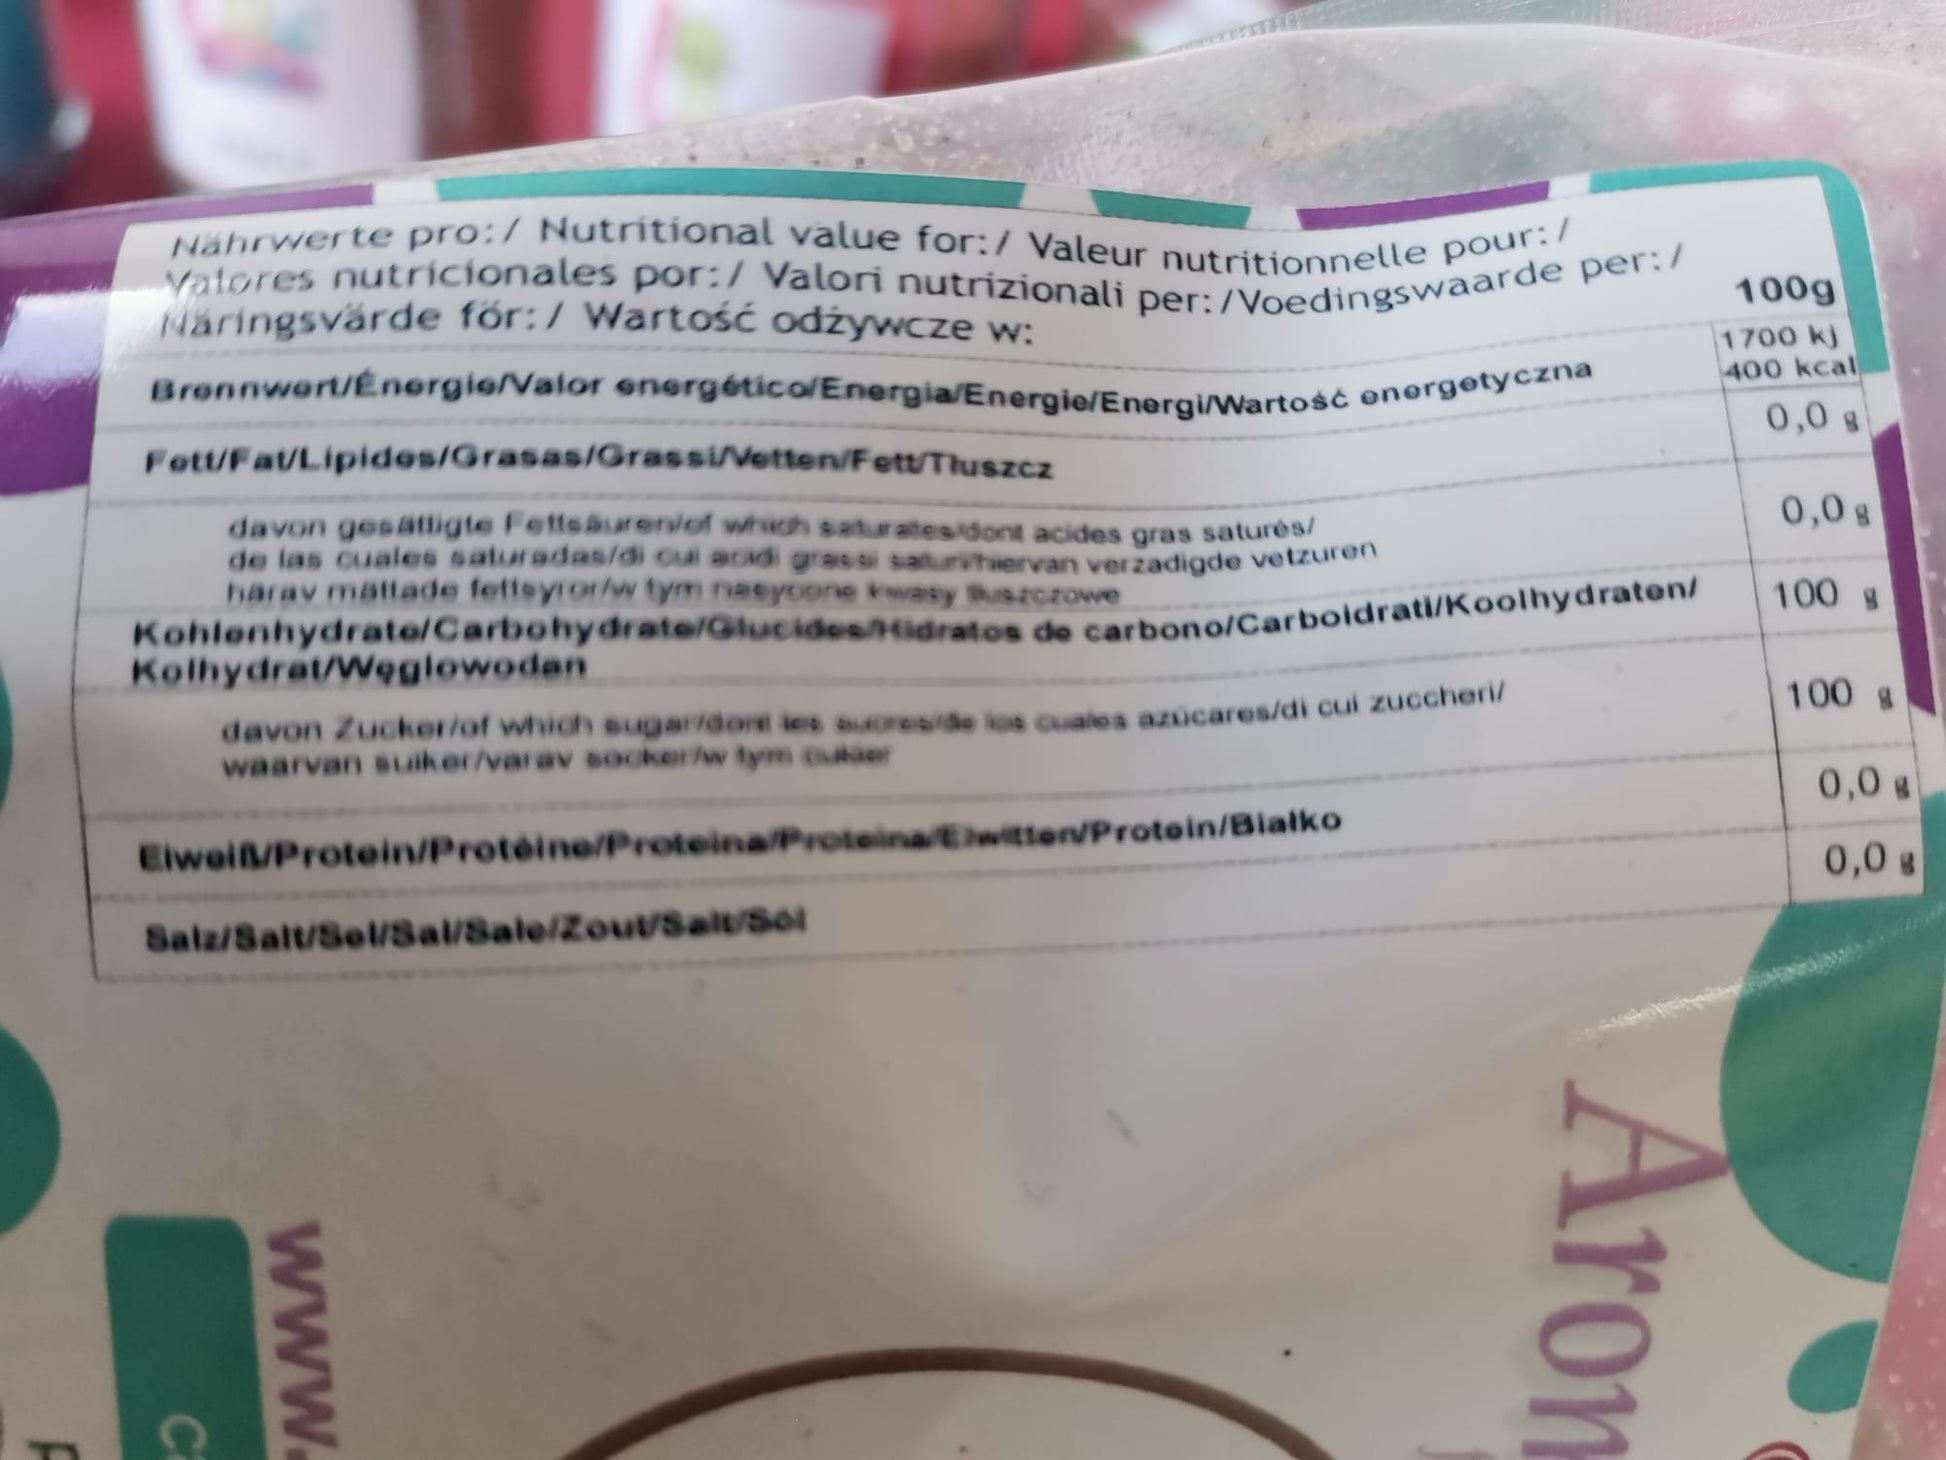 Nährwerte pro:/ Nutritional value for:/ Valeur nutritionnelle pour:/
Valores nutricionales por:/ Valori nutrizionali per:/Voedingswaarde per:/
Näringsvärde för:/ Wartość odżywcze w:
100g
Brennwert/Énergie/Valor energético/Energia/Energie/Energi/Wartość energetyczna
1700 kJ
400 kcal
Fett/Fat/Lipides/Grasas/Grassi/Vetten/Fett/Tłuszcz
0,0 g
davon gesättigte Fettsäuren/of which saturates/dont acides gras saturés/
de las cuales saturadas/di cui acidi grassi saturi/hiervan verzadigde vetzuren
härav mättade fettsyror/w tym nasycone kwasy tłuszczowe
0,0 g
Kohlenhydrate/Carbohydrate/Glucides/Hidratos de carbono/Carboidrati/Koolhydraten/
Kolhydrat/Węglowodan
100 g
davon Zucker/of which sugar/dont les sucres/de los cuales azúcares/di cui zuccheri/
waarvan suiker/varav socker/w tym cukier
100 g
Eiweiß/Protein/Protéine/Proteina/Proteina/Eiwitten/Protein/Białko
0,0 g
Salz/Salt/Sel/Sal/Sale/Zout/Salt/Sól
0,0 g
Arom
www.